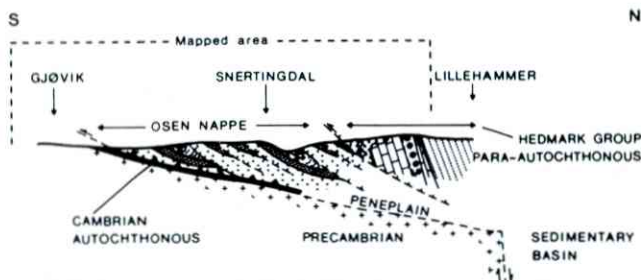 S N
Mapped area
GJØVIK SNERTINGDAL LILLEHAMMER
OSEN NAPPE
HEDMARK GROUP
PARA-AUTOCHTHONOUS
PENEPLAIN
CAMBRIAN
AUTOCHTHONOUS
PRECAMBRIAN
SEDIMENTARY
BASIN